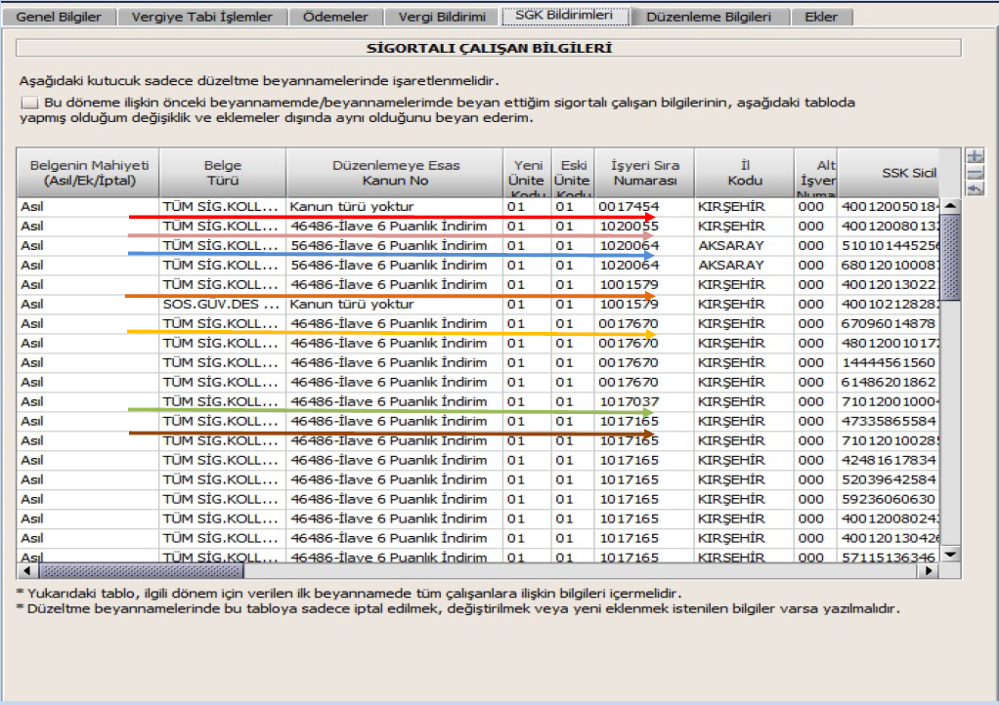 Genel Bilgiler Vergiye Tabi İşlemler Ödemeler Vergi Bildirimi SGK Bildirimleri Düzenleme Bilgileri Ekler
SİGORTALI ÇALIŞAN BİLGİLERİ
Aşağıdaki kutucuk sadece düzeltme beyannamelerinde işaretlenmelidir.
Bu döneme ilişkin önceki beyannamemde/beyannamelerimde beyan ettiğim sigortalı çalışan bilgilerinin, aşağıdaki tabloda
yapmış olduğum değişiklik ve eklemeler dışında aynı olduğunu beyan ederim.
Belgenin Mahiyeti (Asıl/Ek/İptal) Belge Türü Düzenlemeye Esas Kanun No Yeni Ünite Kodu Eski Ünite Kodu İşyeri Sıra Numarası İl Kodu Alt İşver Numa SSK Sicil
Asıl TÜM SİG.KOLL... Kanun türü yoktur 01 01 0017454 KIRŞEHİR 000 40012005018
Asıl TÜM SİG.KOLL... 46486-İlave 6 Puanlık İndirim 01 01 1020055 KIRŞEHİR 000 40012008013
Asıl TÜM SİG.KOLL... 56486-İlave 6 Puanlık İndirim 01 01 1020064 AKSARAY 000 510101445256
Asıl TÜM SİG.KOLL... 56486-İlave 6 Puanlık İndirim 01 01 1020064 AKSARAY 000 68012010008
Asıl TÜM SİG.KOLL... 46486-İlave 6 Puanlık İndirim 01 01 1001579 KIRŞEHİR 000 40012013022
Asıl SOS.GÜV.DES ... Kanun türü yoktur 01 01 1001579 KIRŞEHİR 000 40010212828
Asıl TÜM SİG.KOLL... 46486-İlave 6 Puanlık İndirim 01 01 0017670 KIRŞEHİR 000 67096014878
Asıl TÜM SİG.KOLL... 46486-İlave 6 Puanlık İndirim 01 01 0017670 KIRŞEHİR 000 48012001017
Asıl TÜM SİG.KOLL... 46486-İlave 6 Puanlık İndirim 01 01 0017670 KIRŞEHİR 000 14444561560
Asıl TÜM SİG.KOLL... 46486-İlave 6 Puanlık İndirim 01 01 0017670 KIRŞEHİR 000 61486201862
Asıl TÜM SİG.KOLL... 46486-İlave 6 Puanlık İndirim 01 01 1017037 KIRŞEHİR 000 71012001000
Asıl TÜM SİG.KOLL... 46486-İlave 6 Puanlık İndirim 01 01 1017165 KIRŞEHİR 000 47335865584
Asıl TÜM SİG.KOLL... 46486-İlave 6 Puanlık İndirim 01 01 1017165 KIRŞEHİR 000 71012010028
Asıl TÜM SİG.KOLL... 46486-İlave 6 Puanlık İndirim 01 01 1017165 KIRŞEHİR 000 42481617834
Asıl TÜM SİG.KOLL... 46486-İlave 6 Puanlık İndirim 01 01 1017165 KIRŞEHİR 000 52039642584
Asıl TÜM SİG.KOLL... 46486-İlave 6 Puanlık İndirim 01 01 1017165 KIRŞEHİR 000 59236060630
Asıl TÜM SİG.KOLL... 46486-İlave 6 Puanlık İndirim 01 01 1017165 KIRŞEHİR 000 40012008024
Asıl TÜM SİG.KOLL... 46486-İlave 6 Puanlık İndirim 01 01 1017165 KIRŞEHİR 000 400120130426
Asıl TÜM SİG.KOLL... 46486-İlave 6 Puanlık İndirim 01 01 1017165 KIRŞEHİR 000 57115136346
* Yukarıdaki tablo, ilgili dönem için verilen ilk beyannamede tüm çalışanlara ilişkin bilgileri içermelidir.
* Düzeltme beyannamelerinde bu tabloya sadece iptal edilmek, değiştirilmek veya yeni eklenmek istenilen bilgiler varsa yazılmalıdır.